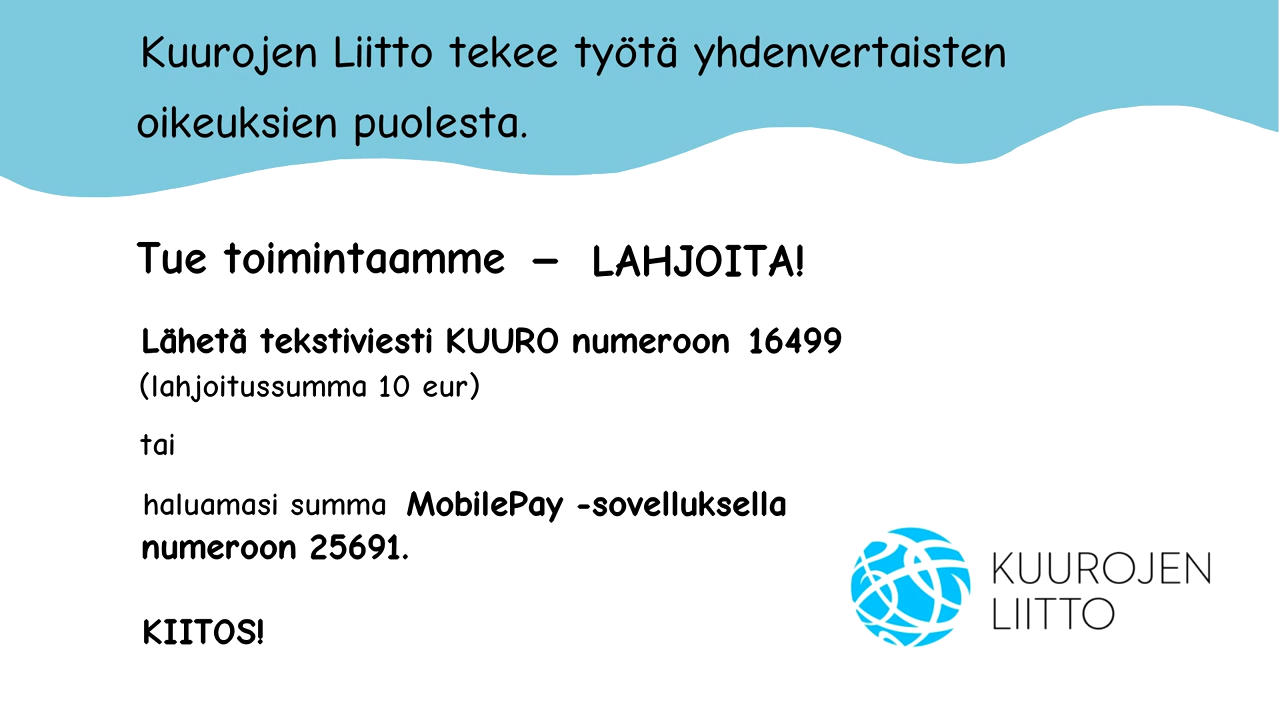 Kuurojen Liitto tekee työtä yhdenvertaisten
oikeuksien puolesta.
Tue toimintaamme – LAHJOITA!
Lähetä tekstiviesti KUURO numeroon 16499
(lahjoitussumma 10 eur)
tai
haluamasi summa MobilePay -sovelluksella
numeroon 25691.
KIITOS!
KUUROJEN
LIITTO